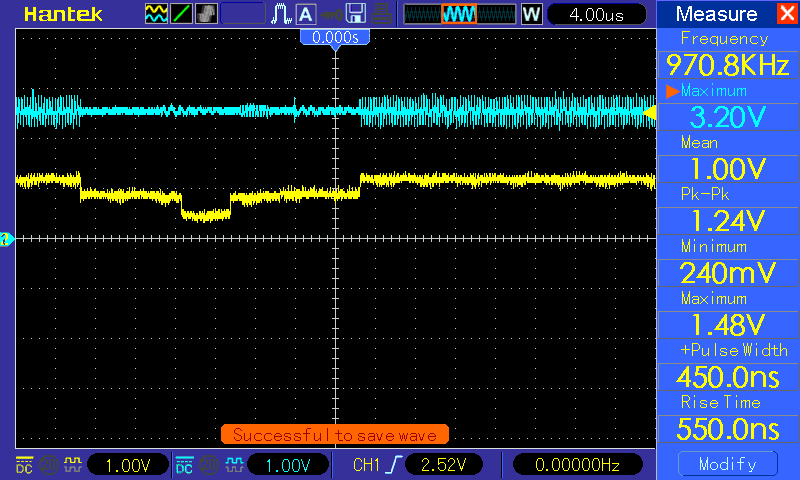 Hantek A W 4.00us Measure X
0.000s
Frequency
970.8KHz
Maximum
3.20V
Mean
1.00V
Pk-Pk
1.24V
Minimum
240mV
Maximum
1.48V
+Pulse Width
450.0ns
Rise Time
550.0ns
Successful to save wave
DC 20 1.00V DC 20 1.00V CH1 2.52V 0.00000Hz Modify